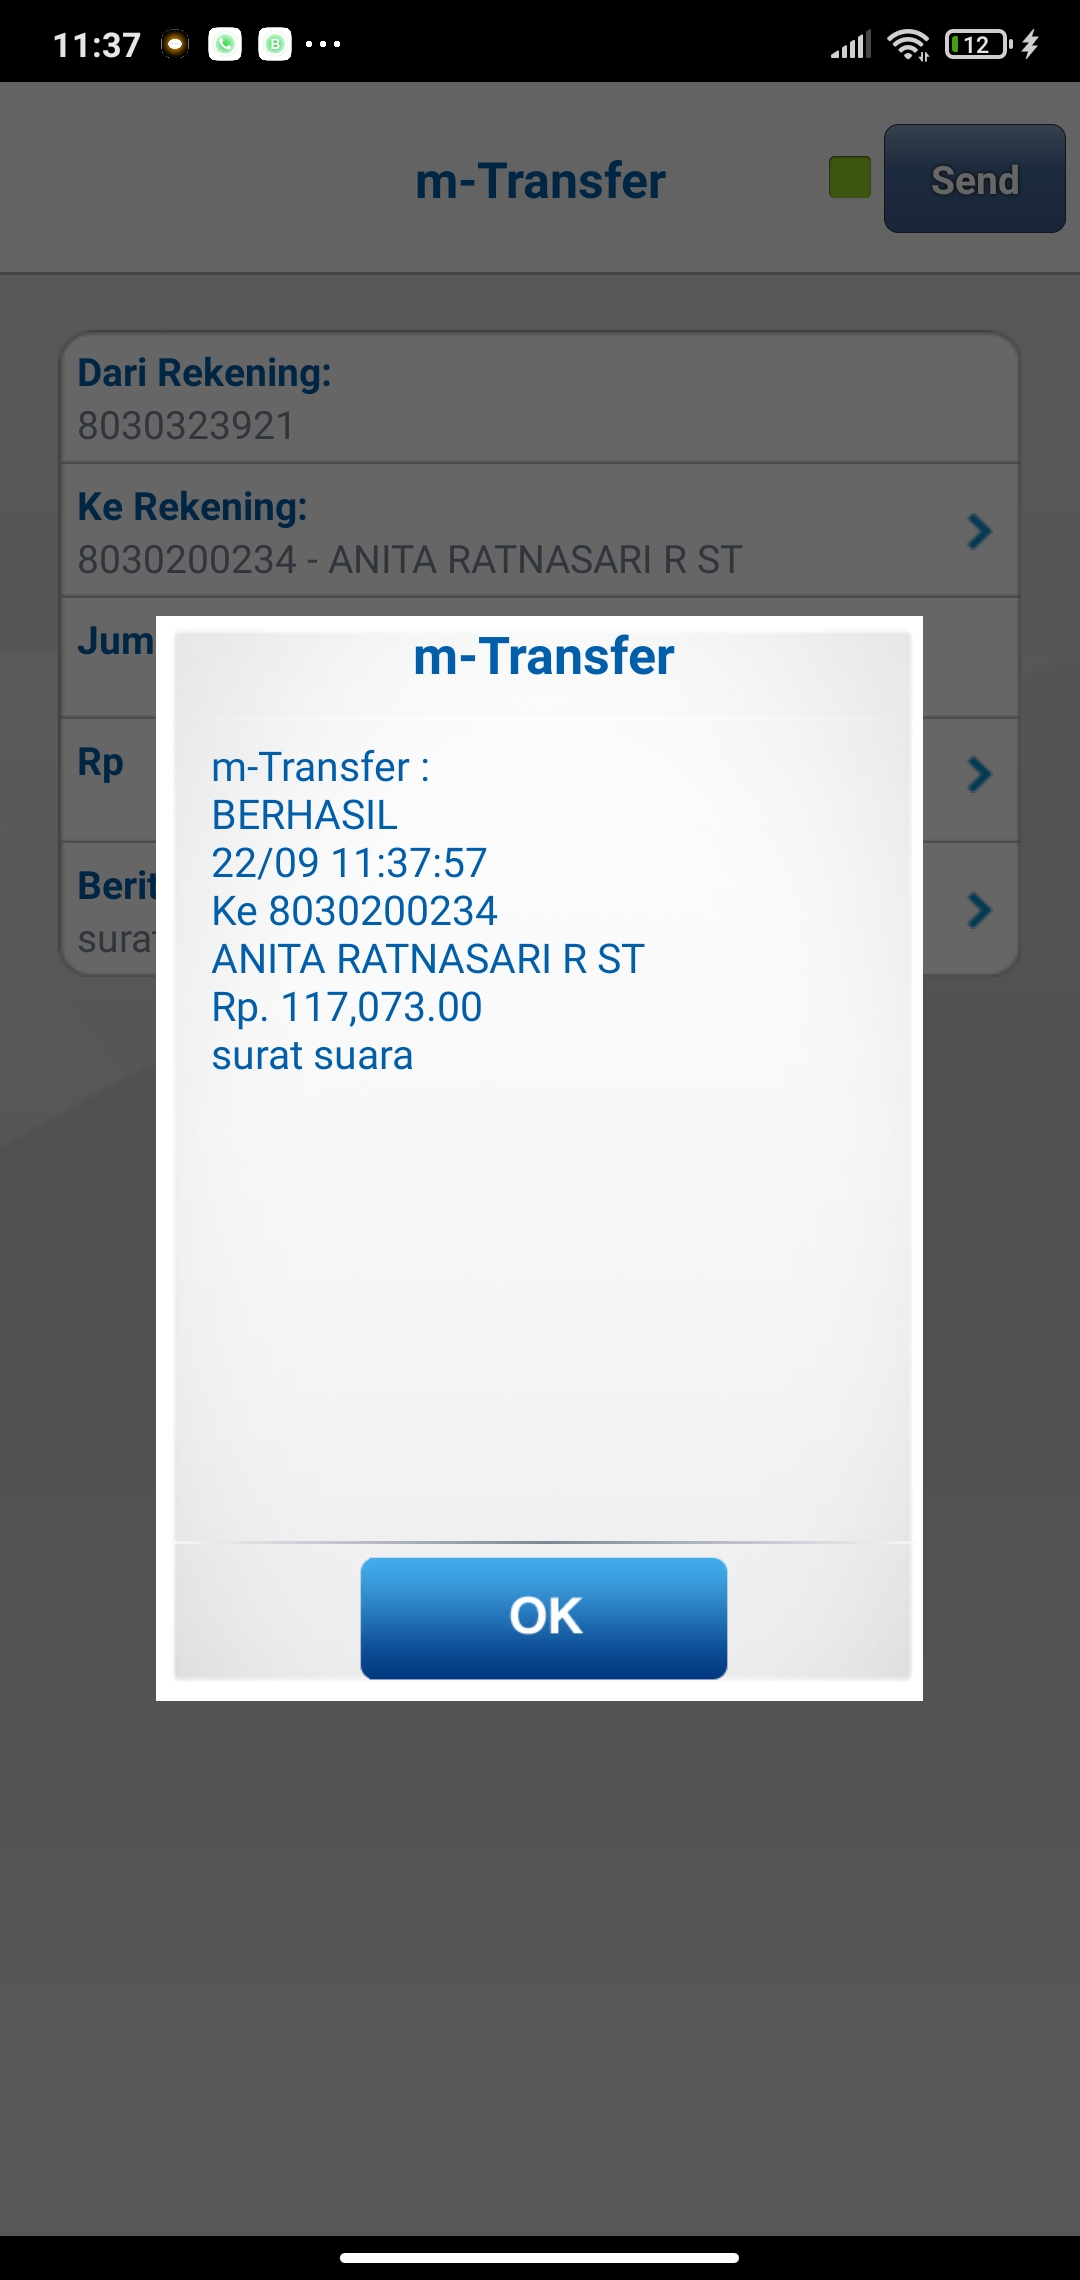 11:37
12
m-Transfer
Send
Dari Rekening:
8030323921
Ke Rekening:
8030200234 - ANITA RATNASARI R ST
Jum
Rp
Berit
surat
m-Transfer
m-Transfer :
BERHASIL
22/09 11:37:57
Ke 8030200234
ANITA RATNASARI R ST
Rp. 117,073.00
surat suara
OK